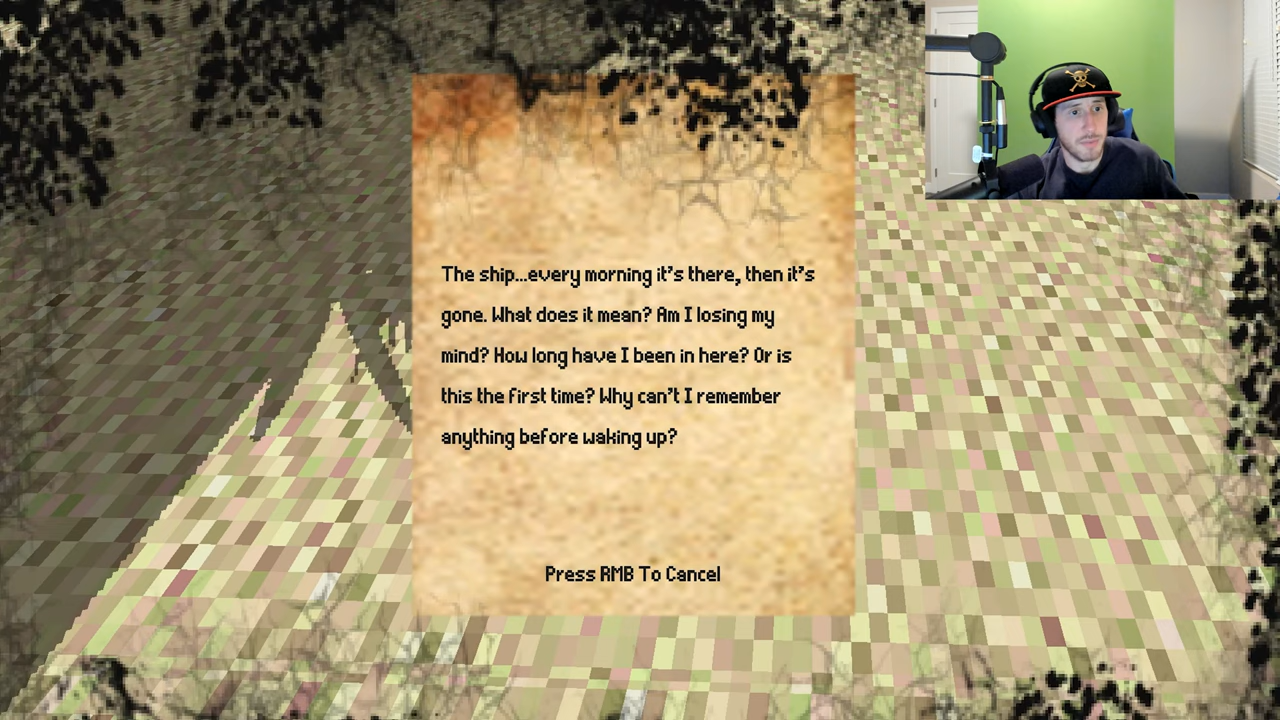 The ship...every morning it's there, then it's
gone. What does it mean? Am I losing my
mind? How long have I been in here? Or is
this the first time? Why can't I remember
anything before waking up?
Press RMB To Cancel